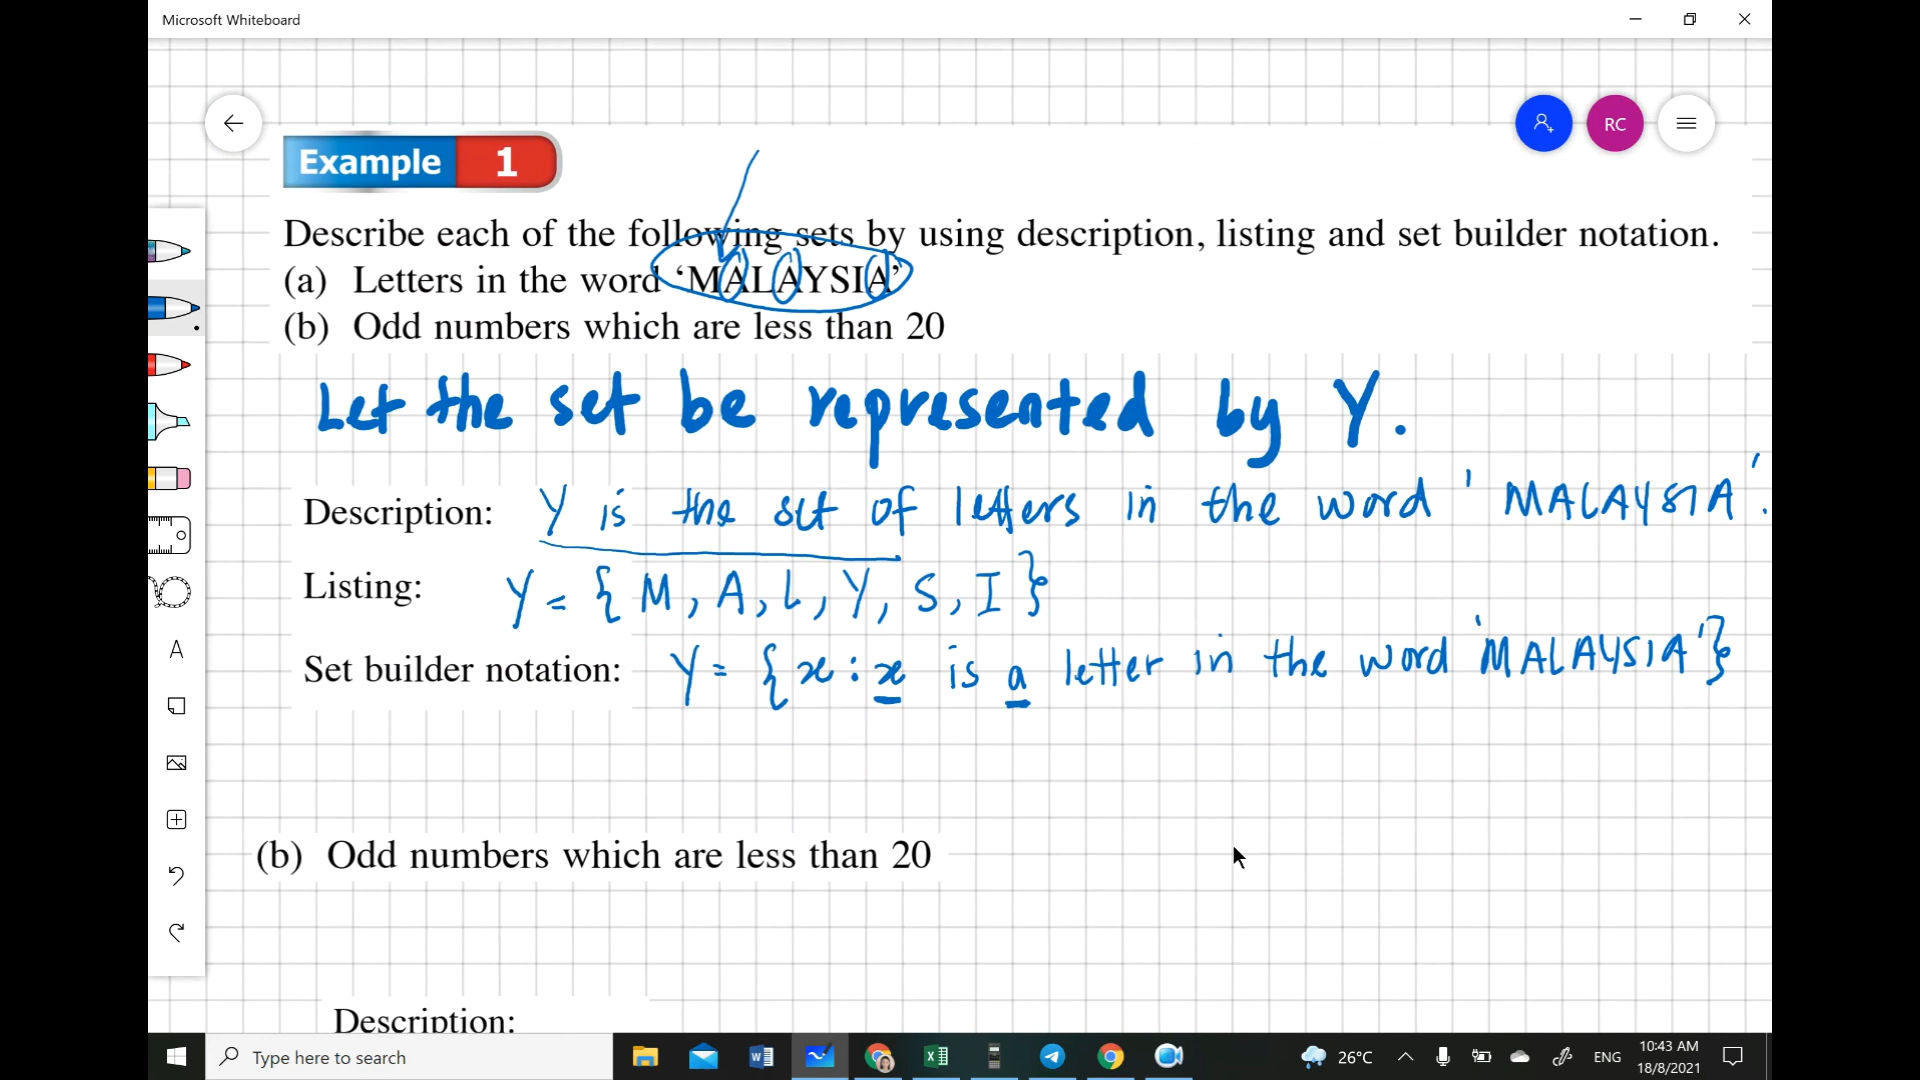 Microsoft Whiteboard
RC
Example 1
Describe each of the following sets by using description, listing and set builder notation.
(a) Letters in the word ‘MALAYSIA’
(b) Odd numbers which are less than 20
Let the set be represented by Y.
Description: Y is the set of letters in the word 'MALAYSIA'.
Listing: Y = { M, A, L, Y, S, I }
Set builder notation: Y = { x : x is a letter in the word 'MALAYSIA' }
A
(b) Odd numbers which are less than 20
Description:
Type here to search
26°C
ENG
10:43 AM
18/8/2021